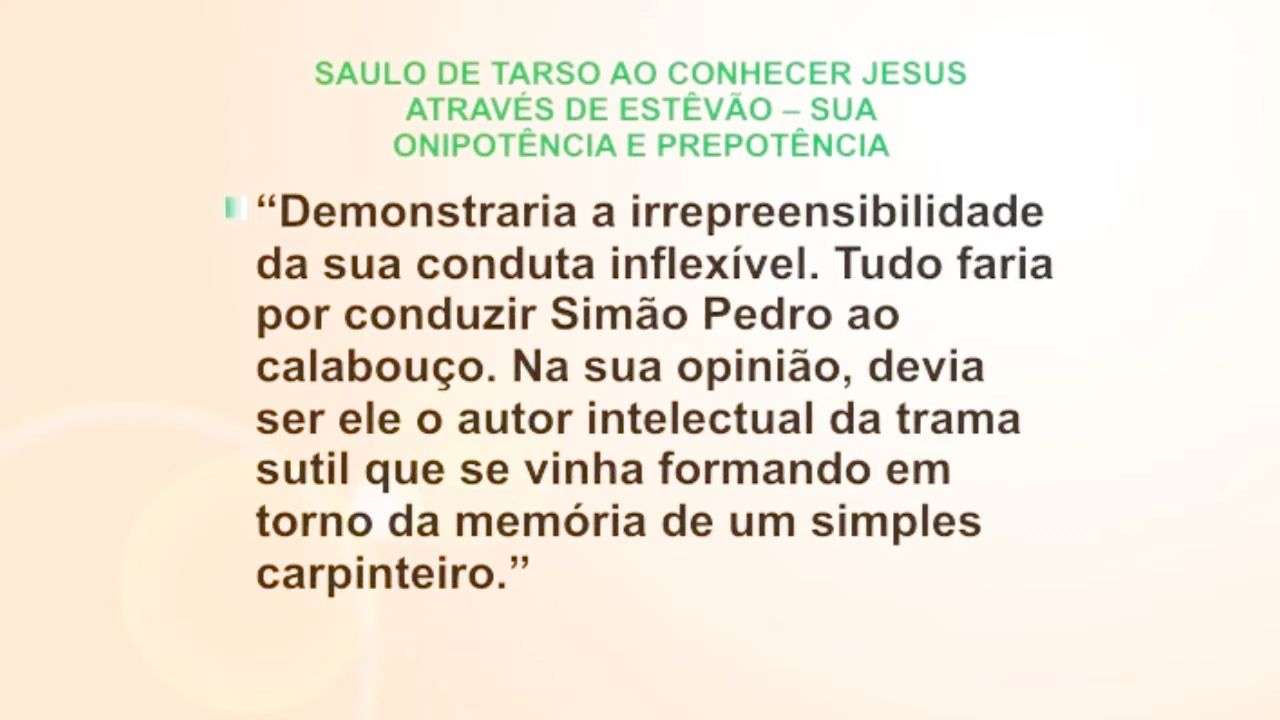 SAULO DE TARSO AO CONHECER JESUS
ATRAVÉS DE ESTÊVÃO – SUA
ONIPOTÊNCIA E PREPOTÊNCIA
“Demonstraria a irrepreensibilidade
da sua conduta inflexível. Tudo faria
por conduzir Simão Pedro ao
calabouço. Na sua opinião, devia
ser ele o autor intelectual da trama
sutil que se vinha formando em
torno da memória de um simples
carpinteiro.”